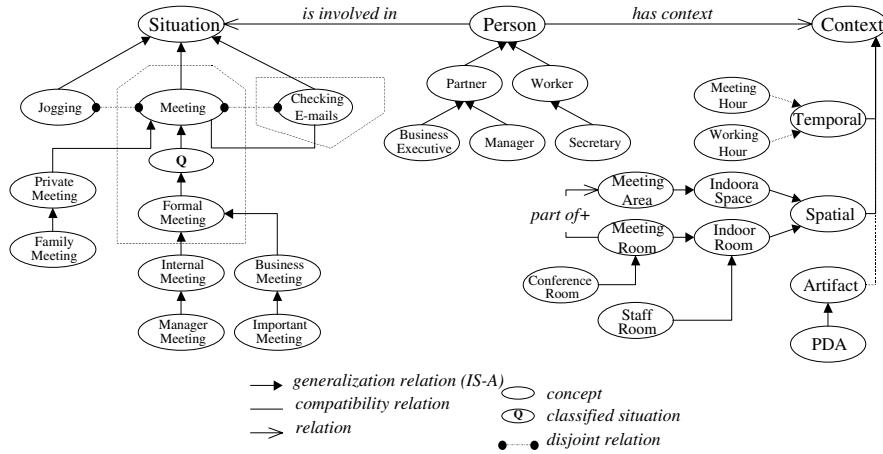 Situation
is involved in
Person
has context
Context
Jogging
Meeting
Checking
E-mails
Partner
Worker
Meeting
Hour
Temporal
Business
Executive
Manager
Secretary
Working
Hour
Q
Private
Meeting
Formal
Meeting
Family
Meeting
part of+
Meeting
Area
Indoora
Space
Spatial
Meeting
Room
Indoor
Room
Internal
Meeting
Business
Meeting
Conference
Room
Artifact
Manager
Meeting
Important
Meeting
Staff
Room
PDA
generalization relation (IS-A)
compatibility relation
relation
concept
Q
classified situation
disjoint relation